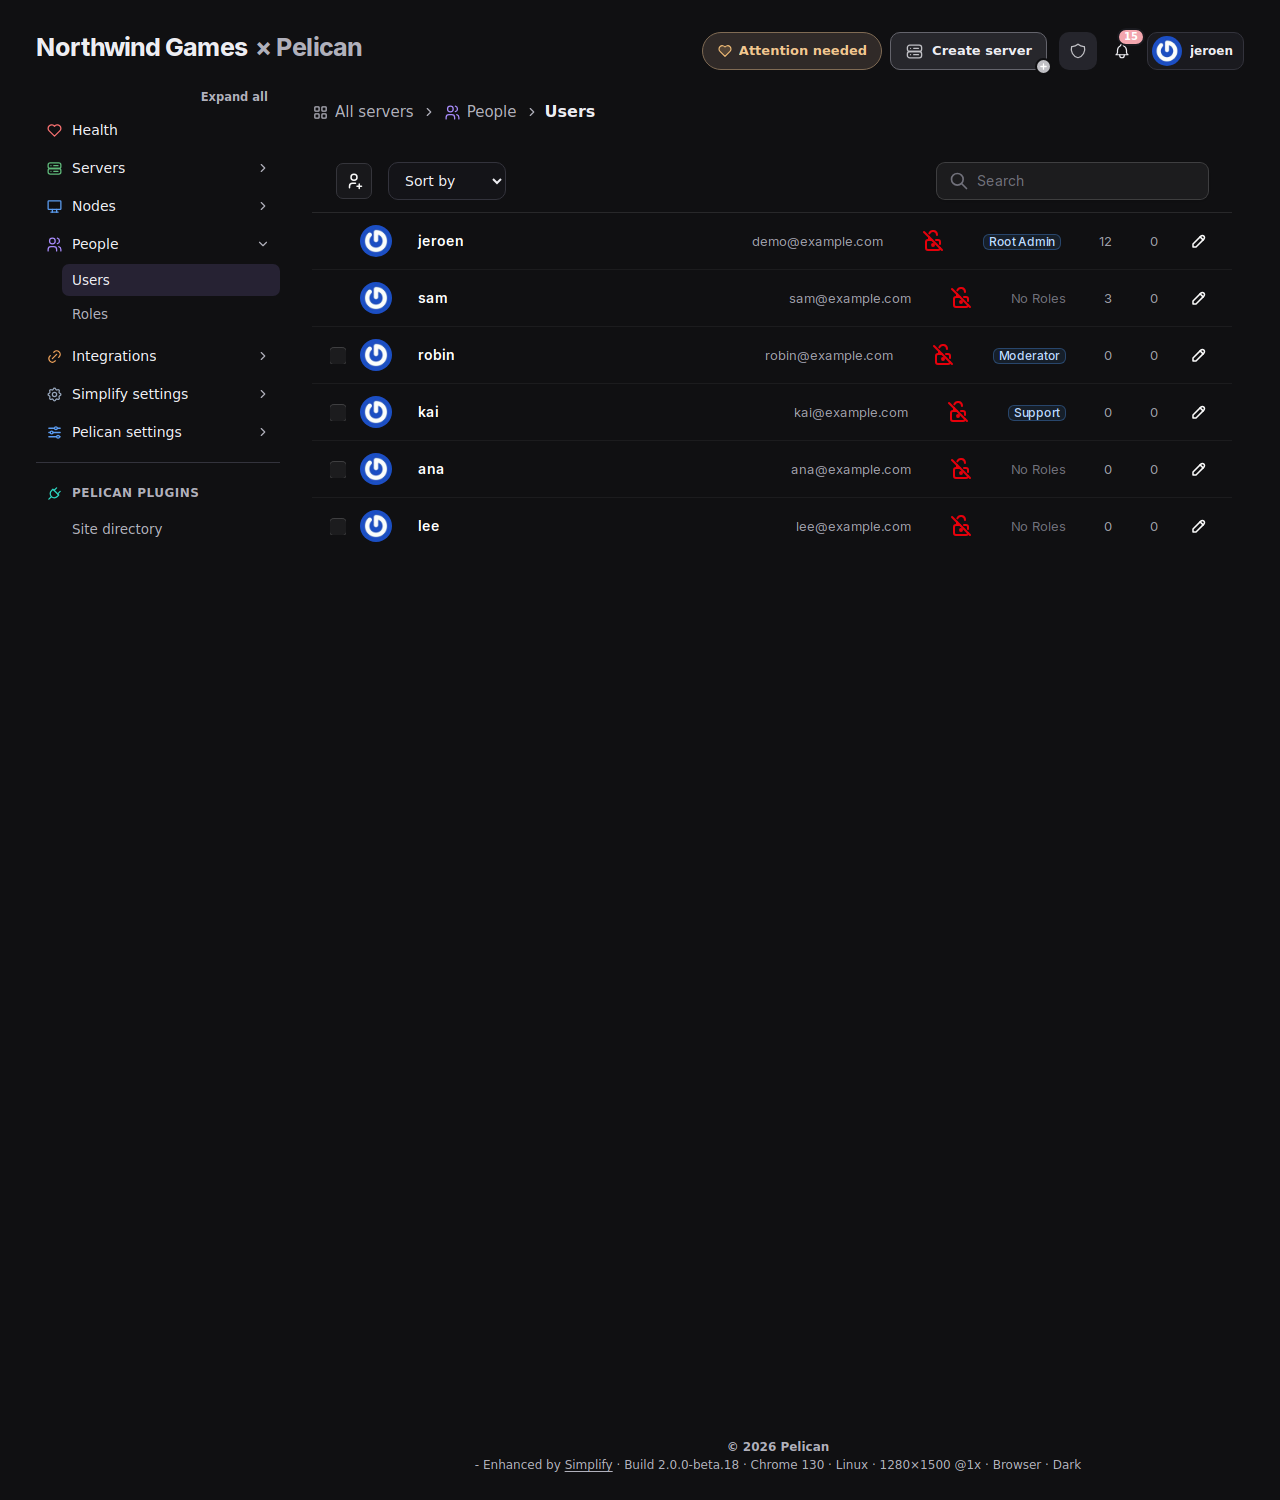 Northwind Games × Pelican
Attention needed
Create server
15
jeroen
Expand all
Health
Servers
Nodes
People
Users
Roles
Integrations
Simplify settings
Pelican settings
PELICAN PLUGINS
Site directory
All servers > People > Users
Sort by
Search
jeroen demo@example.com Root Admin 12 0
sam sam@example.com No Roles 3 0
robin robin@example.com Moderator 0 0
kai kai@example.com Support 0 0
ana ana@example.com No Roles 0 0
lee lee@example.com No Roles 0 0
© 2026 Pelican
- Enhanced by Simplify · Build 2.0.0-beta.18 · Chrome 130 · Linux · 1280×1500 @1x · Browser · Dark